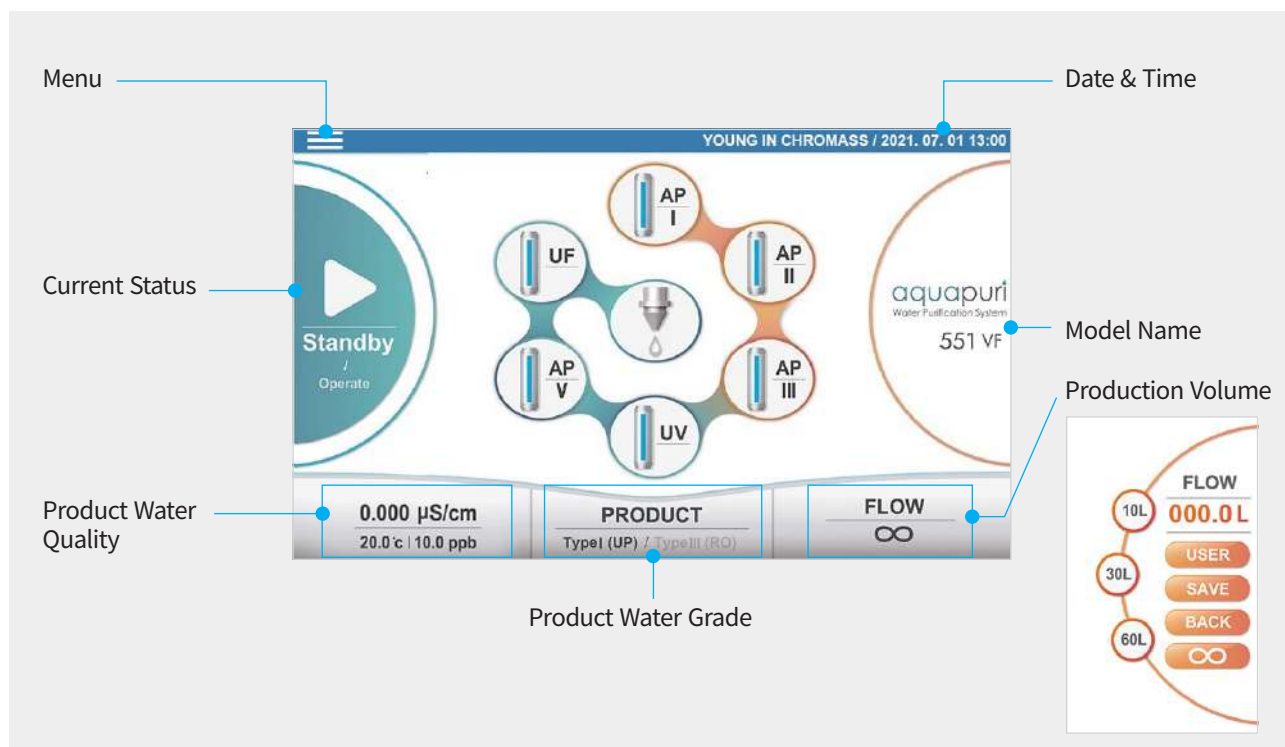 Menu
Date & Time
YOUNG IN CHROMASS / 2021. 07. 01 13:00
AP
I
UF
AP
II
Current Status
aquapuri
Water Purification System
551 VF
Model Name
Standby
/
Operate
AP
V
AP
III
UV
Production Volume
FLOW
10L
000.0 L
USER
30L
SAVE
BACK
60L
∞
Product Water
Quality
0.000 µS/cm
20.0℃ | 10.0 ppb
PRODUCT
TypeI (UP) / TypeIII (RO)
FLOW
∞
Product Water Grade